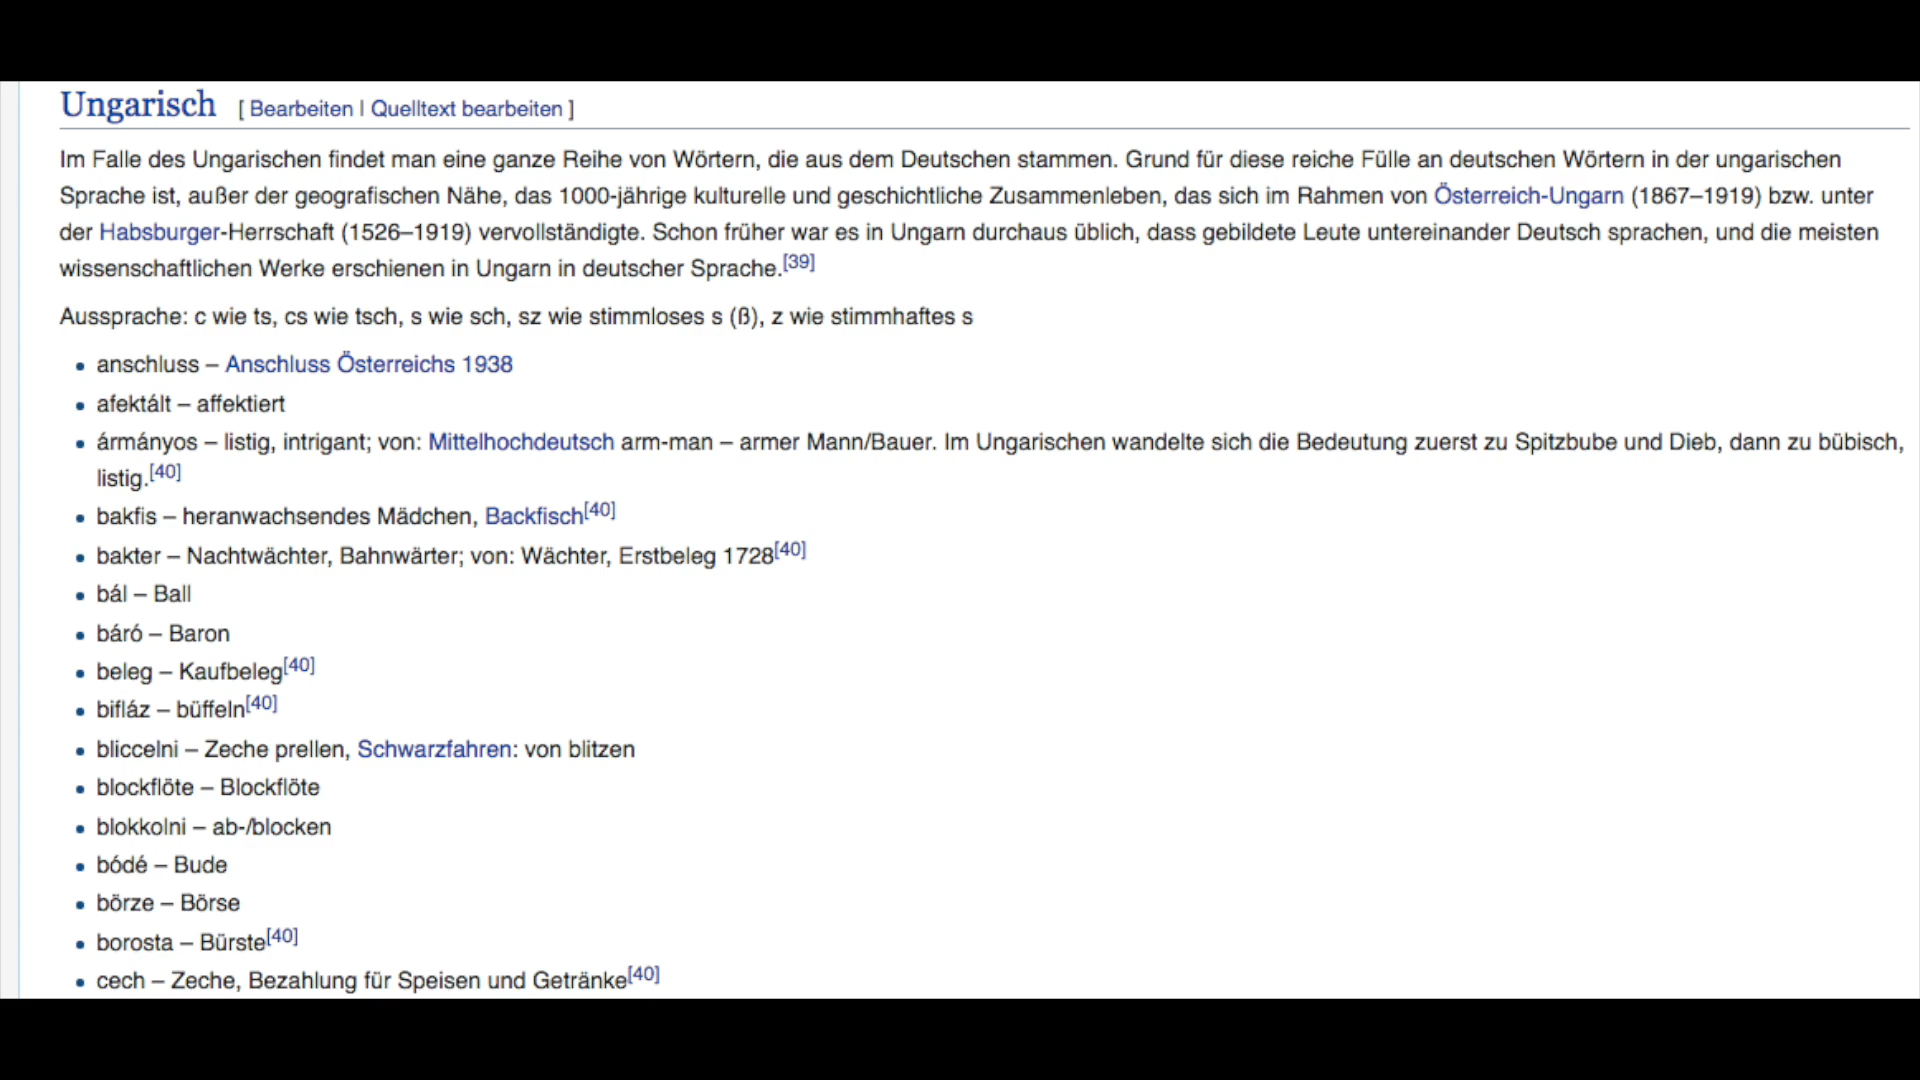 Ungarisch [ Bearbeiten | Quelltext bearbeiten ]
Im Falle des Ungarischen findet man eine ganze Reihe von Wörtern, die aus dem Deutschen stammen. Grund für diese reiche Fülle an deutschen Wörtern in der ungarischen
Sprache ist, außer der geografischen Nähe, das 1000-jährige kulturelle und geschichtliche Zusammenleben, das sich im Rahmen von Österreich-Ungarn (1867–1919) bzw. unter
der Habsburger-Herrschaft (1526–1919) vervollständigte. Schon früher war es in Ungarn durchaus üblich, dass gebildete Leute untereinander Deutsch sprachen, und die meisten
wissenschaftlichen Werke erschienen in Ungarn in deutscher Sprache.[39]
Aussprache: c wie ts, cs wie tsch, s wie sch, sz wie stimmloses s (ß), z wie stimmhaftes s
• anschluss – Anschluss Österreichs 1938
• afektált – affektiert
• ármányos – listig, intrigant; von: Mittelhochdeutsch arm-man – armer Mann/Bauer. Im Ungarischen wandelte sich die Bedeutung zuerst zu Spitzbube und Dieb, dann zu bübisch,
listig.[40]
• bakfis – heranwachsendes Mädchen, Backfisch[40]
• bakter – Nachtwächter, Bahnwärter; von: Wächter, Erstbeleg 1728[40]
• bál – Ball
• báró – Baron
• beleg – Kaufbeleg[40]
• bifláz – büffeln[40]
• bliccelni – Zeche prellen, Schwarzfahren: von blitzen
• blockflöte – Blockflöte
• blokkolni – ab-/blocken
• bódé – Bude
• börze – Börse
• borosta – Bürste[40]
• cech – Zeche, Bezahlung für Speisen und Getränke[40]